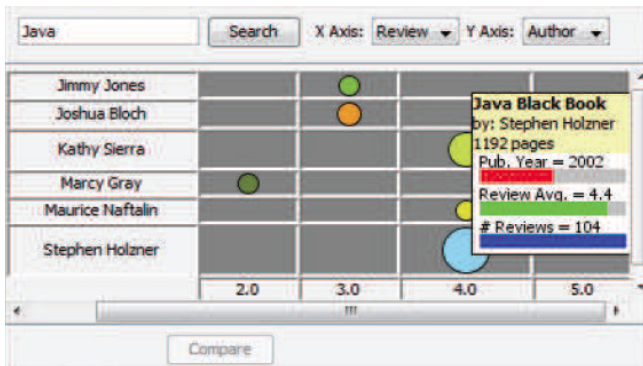 Java Search X Axis: Review Y Axis: Author
Jimmy Jones
Joshua Bloch
Kathy Sierra
Marcy Gray
Maurice Naftalin
Stephen Holzner
Java Black Book
by: Stephen Holzner
1192 pages
Pub. Year = 2002
Review Avg. = 4.4
# Reviews = 104
2.0 3.0 4.0 5.0
Compare